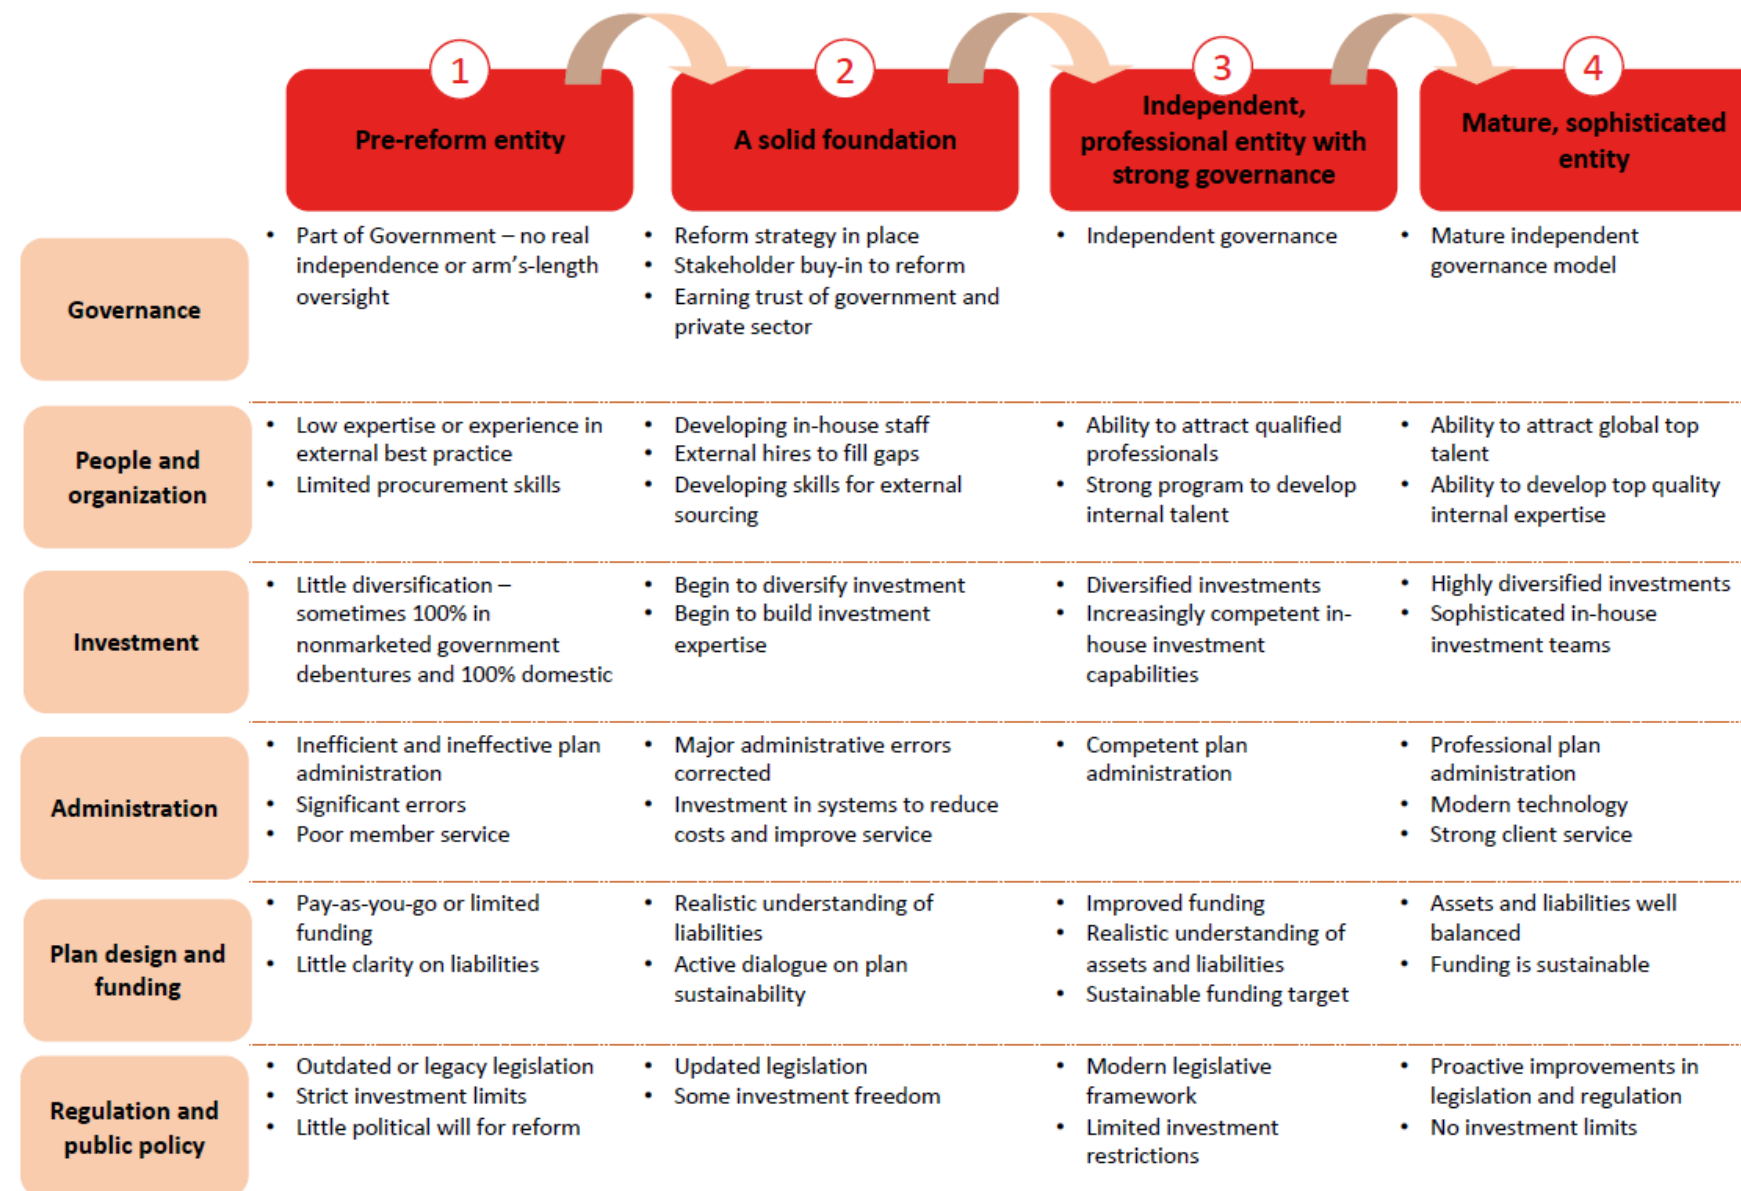 1
2
3
4
Pre-reform entity
A solid foundation
Independent,
professional entity with
strong governance
Mature, sophisticated
entity
Governance
• Part of Government – no real
independence or arm's-length
oversight
• Reform strategy in place
• Stakeholder buy-in to reform
• Earning trust of government and
private sector
• Independent governance
• Mature independent
governance model
People and
organization
• Low expertise or experience in
external best practice
• Limited procurement skills
• Developing in-house staff
• External hires to fill gaps
• Developing skills for external
sourcing
• Ability to attract qualified
professionals
• Strong program to develop
internal talent
• Ability to attract global top
talent
• Ability to develop top quality
internal expertise
Investment
• Little diversification –
sometimes 100% in
nonmarketed government
debentures and 100% domestic
• Begin to diversify investment
• Begin to build investment
expertise
• Diversified investments
• Increasingly competent in-
house investment
capabilities
• Highly diversified investments
• Sophisticated in-house
investment teams
Administration
• Inefficient and ineffective plan
administration
• Significant errors
• Poor member service
• Major administrative errors
corrected
• Investment in systems to reduce
costs and improve service
• Competent plan
administration
• Professional plan
administration
• Modern technology
• Strong client service
Plan design and
funding
• Pay-as-you-go or limited
funding
• Little clarity on liabilities
• Realistic understanding of
liabilities
• Active dialogue on plan
sustainability
• Improved funding
• Realistic understanding of
assets and liabilities
• Sustainable funding target
• Assets and liabilities well
balanced
• Funding is sustainable
Regulation and
public policy
• Outdated or legacy legislation
• Strict investment limits
• Little political will for reform
• Updated legislation
• Some investment freedom
• Modern legislative
framework
• Limited investment
restrictions
• Proactive improvements in
legislation and regulation
• No investment limits